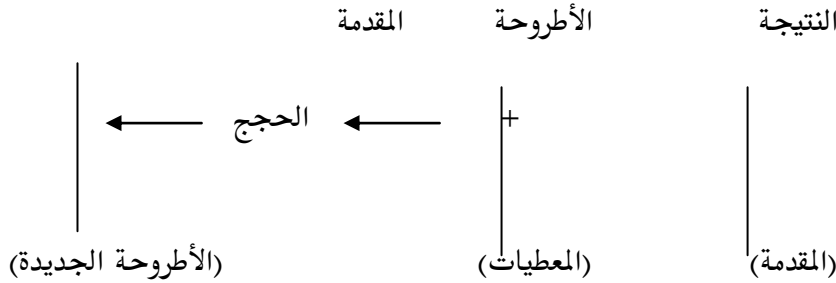 النتيجة الأطروحة المقدمة
+
الحجج
(المقدمة) (المعطيات) (الأطروحة الجديدة)